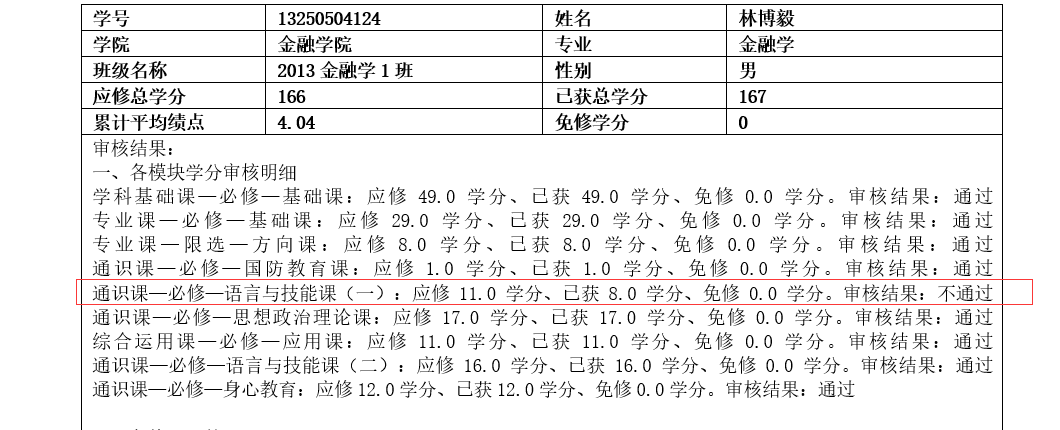 学号 13250504124 姓名 林博毅
学院 金融学院 专业 金融学
班级名称 2013金融学1班 性别 男
应修总学分 166 已获总学分 167
累计平均绩点 4.04 免修学分 0
审核结果：
一、各模块学分审核明细
学科基础课—必修—基础课：应修 49.0 学分、已获 49.0 学分、免修 0.0 学分。审核结果：通过
专业课—必修—基础课：应修 29.0 学分、已获 29.0 学分、免修 0.0 学分。审核结果：通过
专业课—限选—方向课：应修 8.0 学分、已获 8.0 学分、免修 0.0 学分。审核结果：通过
通识课—必修—国防教育课：应修 1.0 学分、已获 1.0 学分、免修 0.0 学分。审核结果：通过
通识课—必修—语言与技能课（一）：应修 11.0 学分、已获 8.0 学分、免修 0.0 学分。审核结果：不通过
通识课—必修—思想政治理论课：应修 17.0 学分、已获 17.0 学分、免修 0.0 学分。审核结果：通过
综合运用课—必修—应用课：应修 11.0 学分、已获 11.0 学分、免修 0.0 学分。审核结果：通过
通识课—必修—语言与技能课（二）：应修 16.0 学分、已获 16.0 学分、免修 0.0 学分。审核结果：通过
通识课—必修—身心教育：应修12.0学分、已获12.0学分、免修0.0学分。审核结果：通过